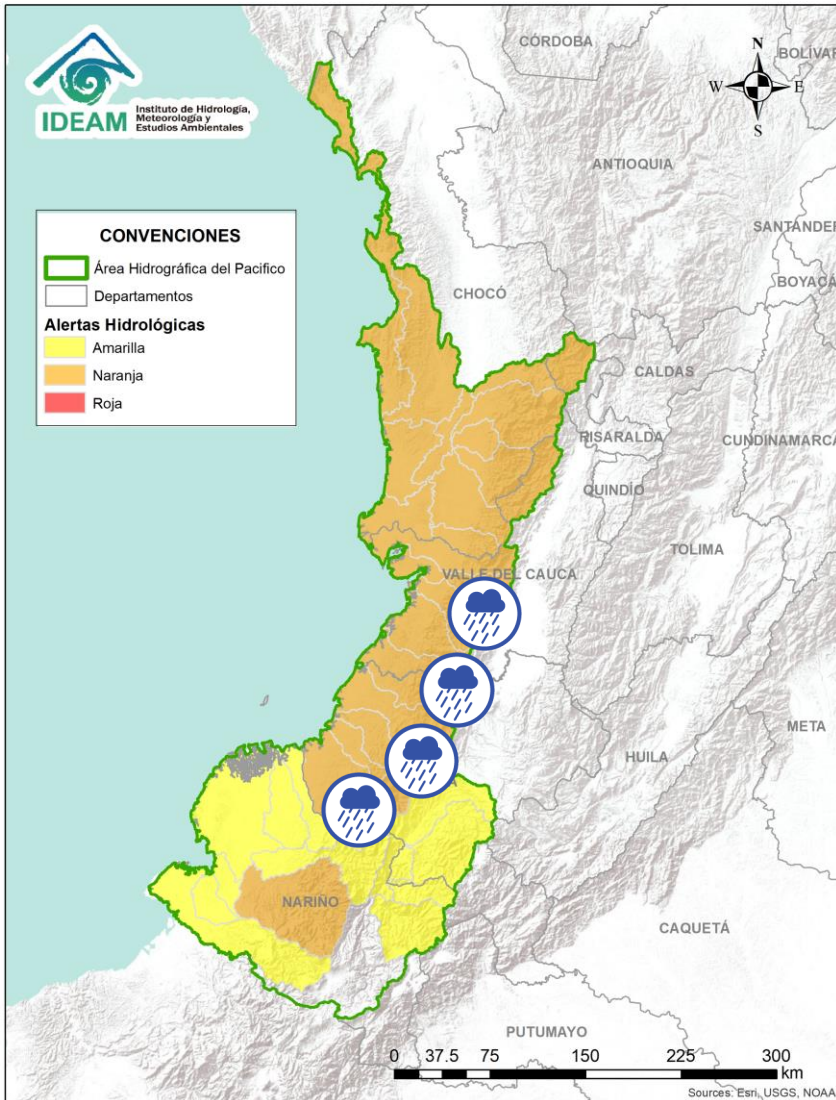 IDEAM
Instituto de Hidrología,
Meteorología y
Estudios Ambientales
CONVENCIONES
Área Hidrográfica del Pacifico
Departamentos
Alertas Hidrológicas
Amarilla
Naranja
Roja
N
W E
S
CÓRDOBA
BOLÍVAR
ANTIOQUIA
SANTANDER
BOYACÁ
CHOCÓ
CALDAS
RISARALDA
CUNDINAMARCA
QUINDÍO
TOLIMA
VALLE DEL CAUCA
META
HUILA
NARIÑO
CAQUETÁ
PUTUMAYO
0 37.5 75 150 225 300
km
Sources: Esri, USGS, NOAA